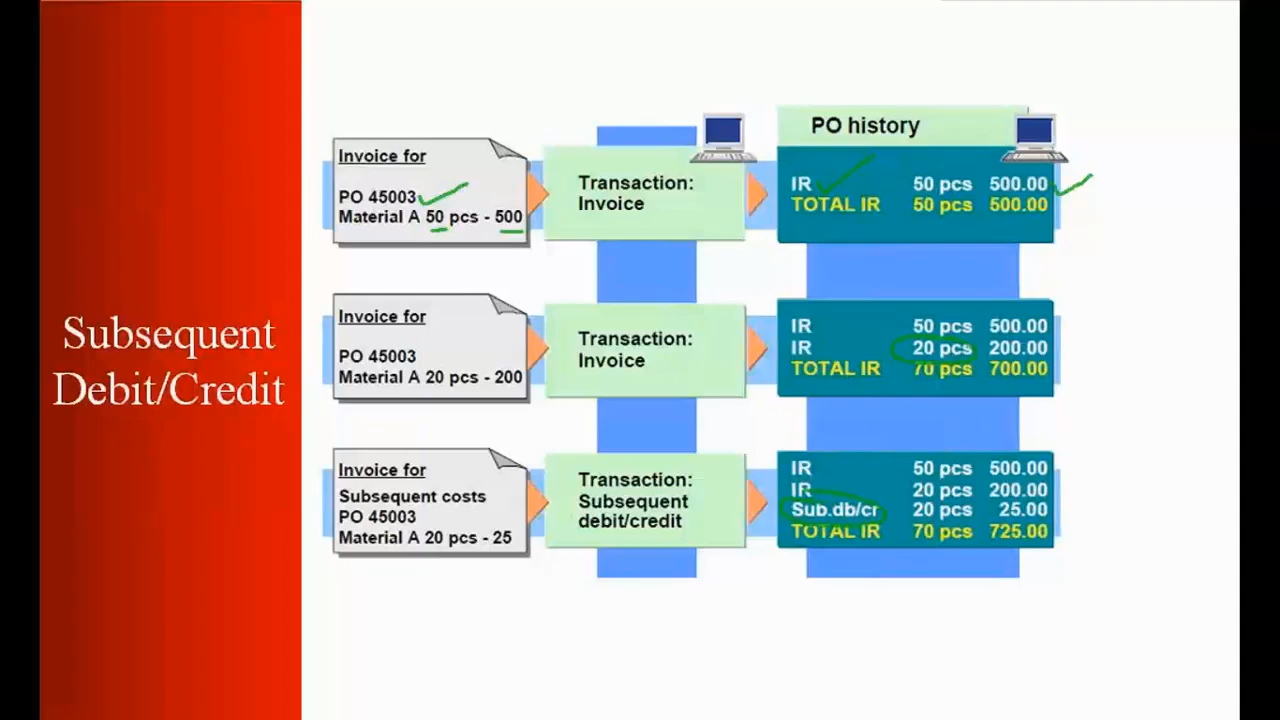 Subsequent
Debit/Credit
PO history
Invoice for
PO 45003
Material A 50 pcs - 500
Transaction:
Invoice
IR 50 pcs 500.00
TOTAL IR 50 pcs 500.00
Invoice for
PO 45003
Material A 20 pcs - 200
Transaction:
Invoice
IR 50 pcs 500.00
IR 20 pcs 200.00
TOTAL IR 70 pcs 700.00
Invoice for
Subsequent costs
PO 45003
Material A 20 pcs - 25
Transaction:
Subsequent
debit/credit
IR 50 pcs 500.00
IR 20 pcs 200.00
Sub.db/cr 20 pcs 25.00
TOTAL IR 70 pcs 725.00